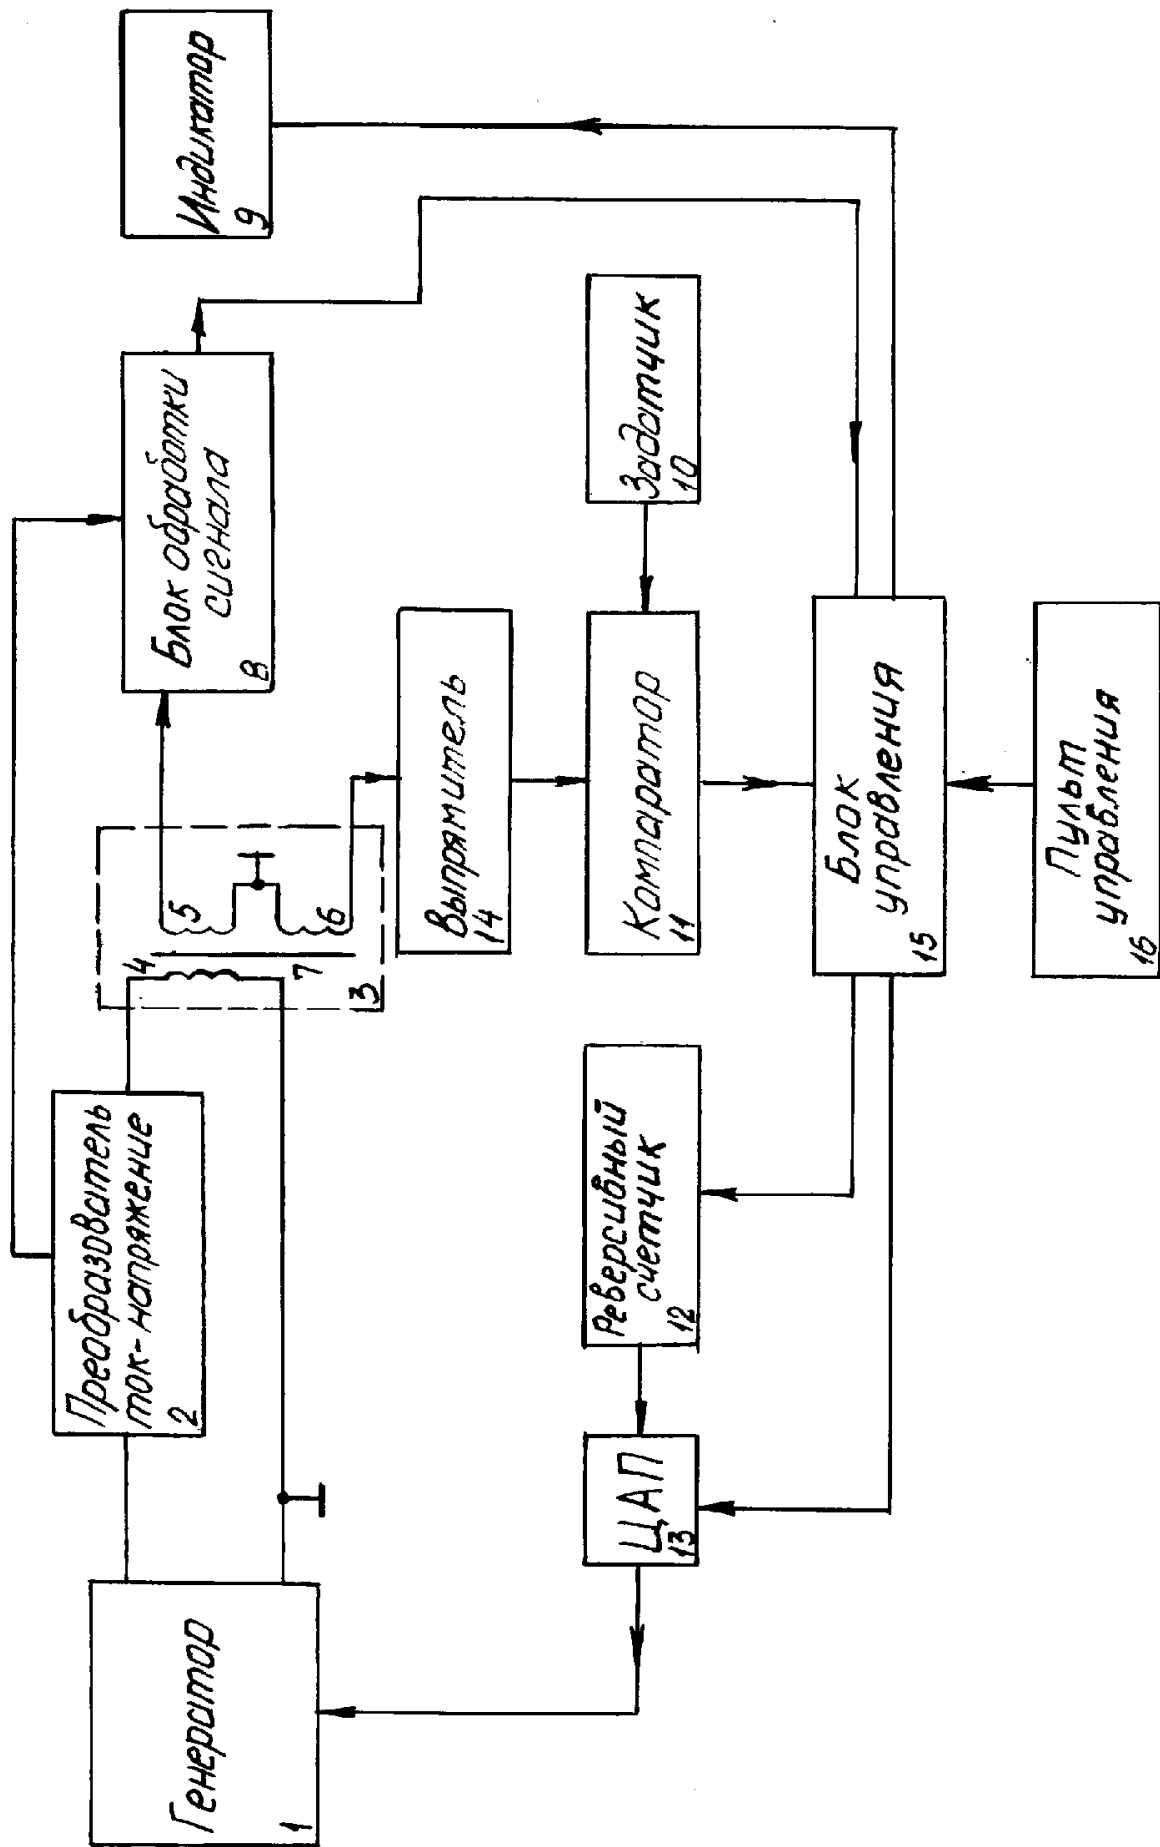 Генератор
1
Преобразователь
ток-напряжение
2
4
5
6
7
3
Блок обработки
сигнала
8
Индикатор
9
Выпрямитель
14
Задатчик
10
Компаратор
11
Реверсивный
счетчик
12
ЦАП
13
Блок
управления
15
Пульт
управления
16